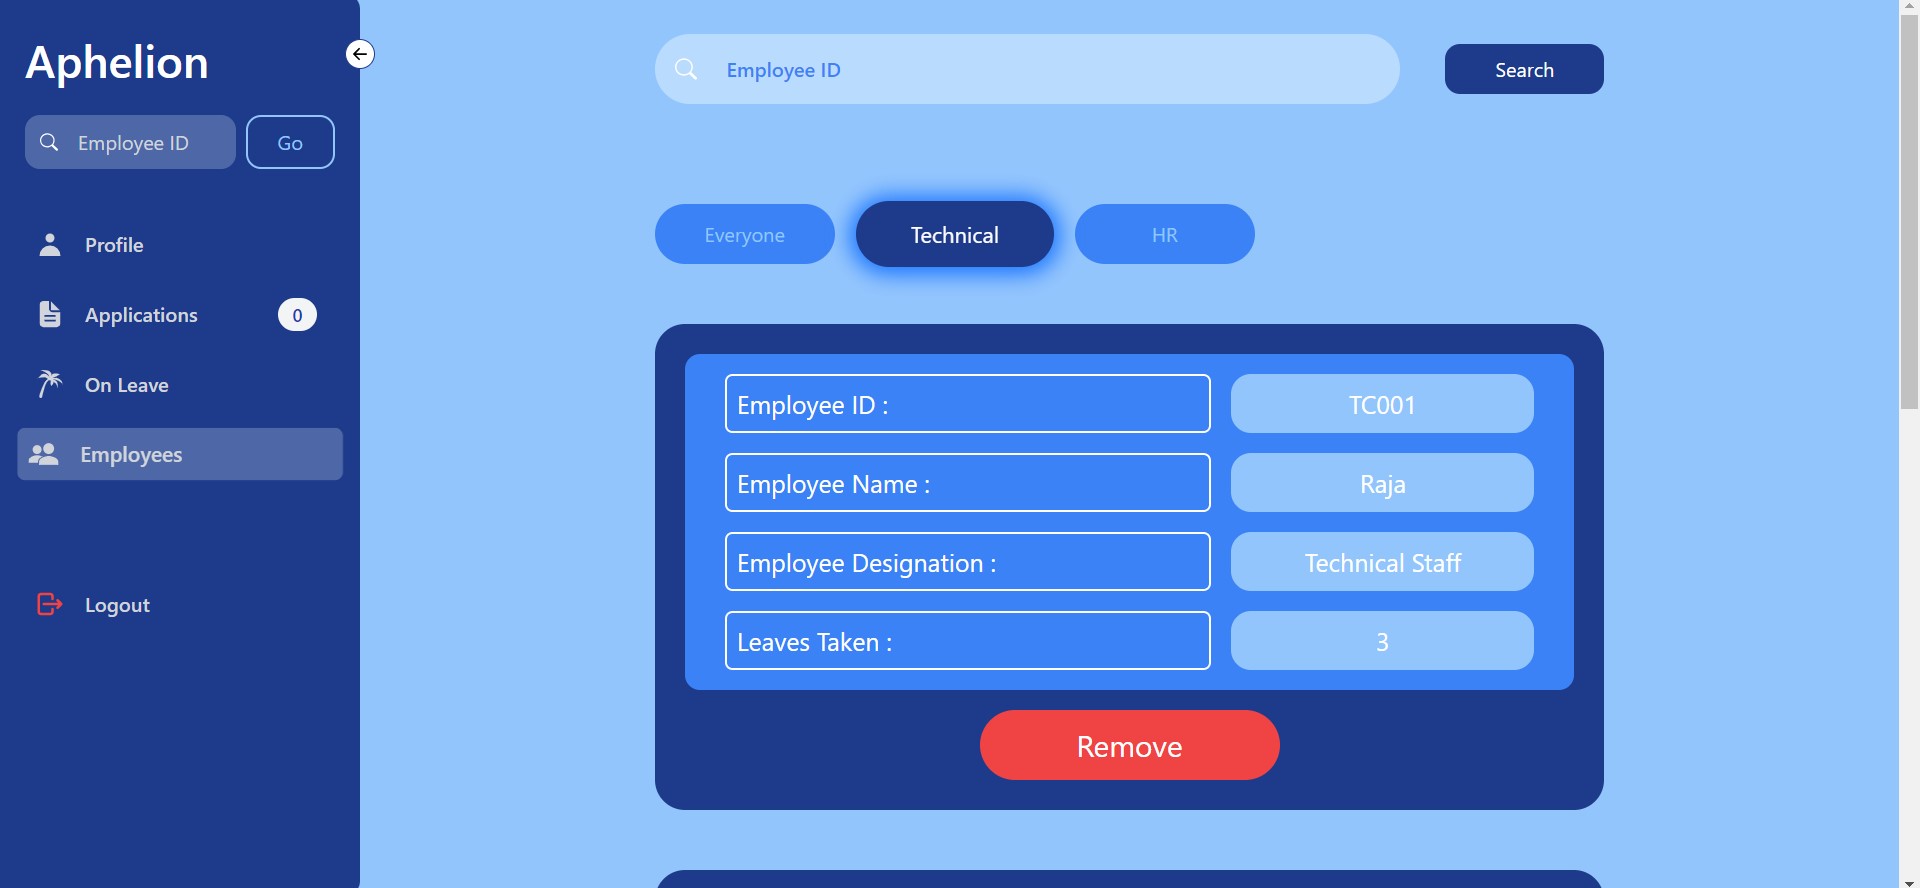 Aphelion
Employee ID
Go
Profile
Applications
0
On Leave
Employees
Logout
Employee ID
Search
Everyone
Technical
HR
Employee ID :
TC001
Employee Name :
Raja
Employee Designation :
Technical Staff
Leaves Taken :
3
Remove